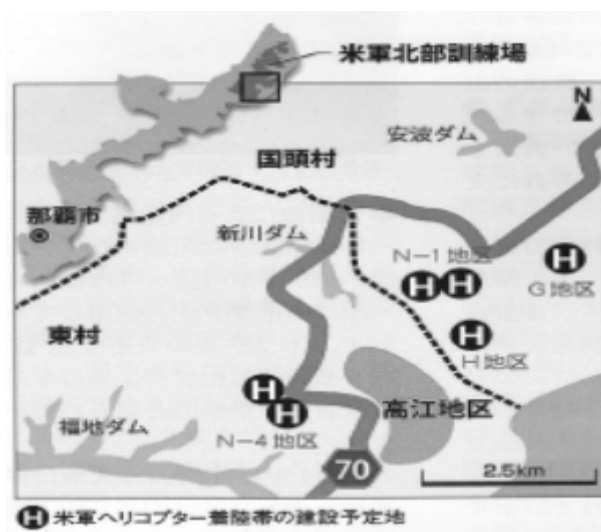 米軍北部訓練場
N
安波ダム
国頭村
那覇市
新川ダム
N-1地区
H H
H
G地区
H
H地区
東村
高江地区
H
H
N-4地区
福地ダム
70
2.5km
H米軍ヘリコプター着陸帯の建設予定地